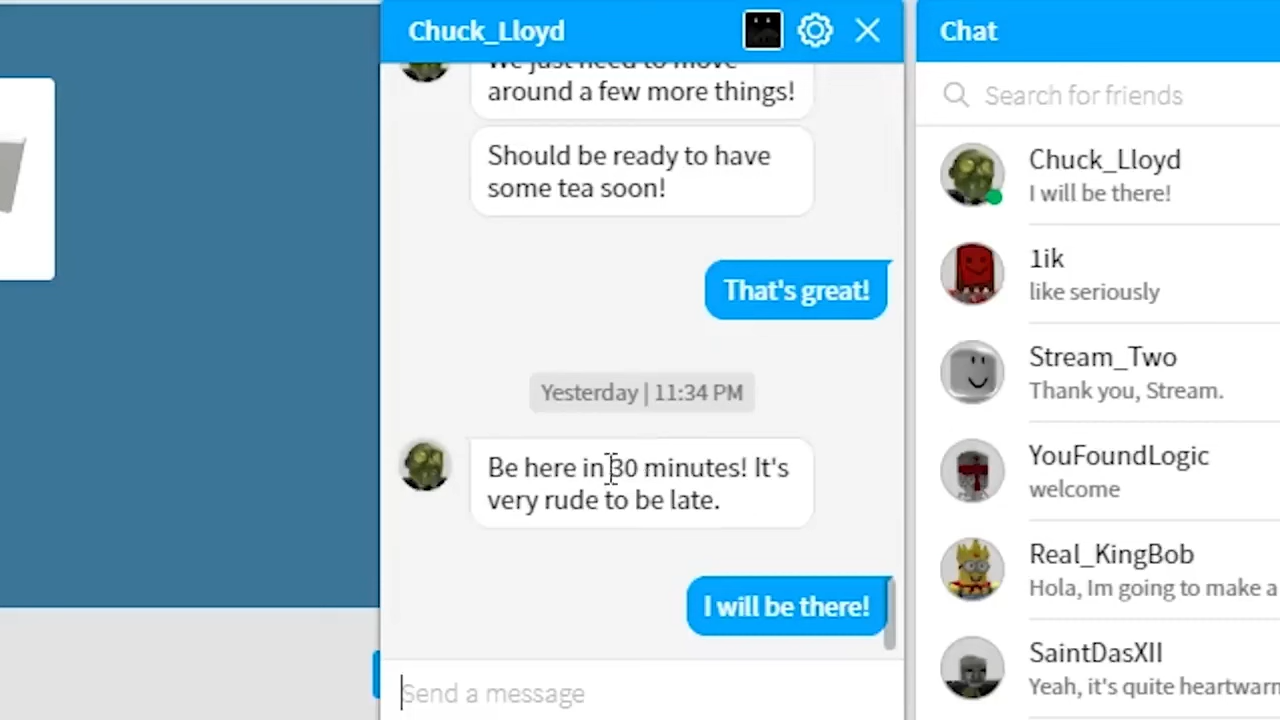 Chuck_Lloyd
We just need to move
around a few more things!
Should be ready to have
some tea soon!
That's great!
Yesterday | 11:34 PM
Be here in 30 minutes! It's
very rude to be late.
I will be there!
Send a message
Chat
Search for friends
Chuck_Lloyd
I will be there!
1ik
like seriously
Stream_Two
Thank you, Stream.
YouFoundLogic
welcome
Real_KingBob
Hola, Im going to make a
SaintDasXII
Yeah, it's quite heartwarm